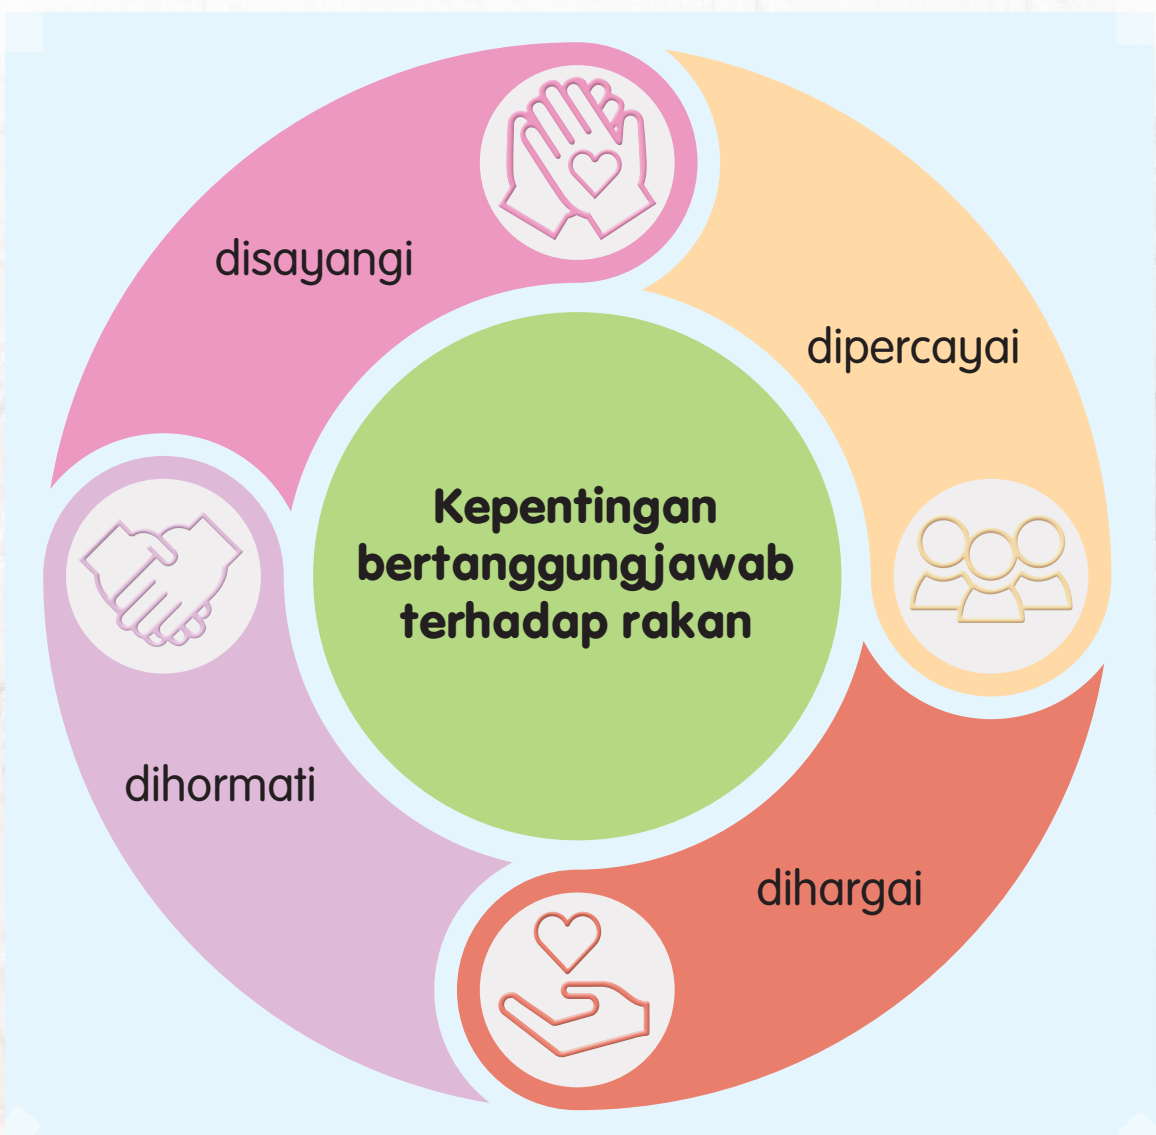 disayangi
dipercayai
Kepentingan
bertanggungjawab
terhadap rakan
dihormati
dihargai